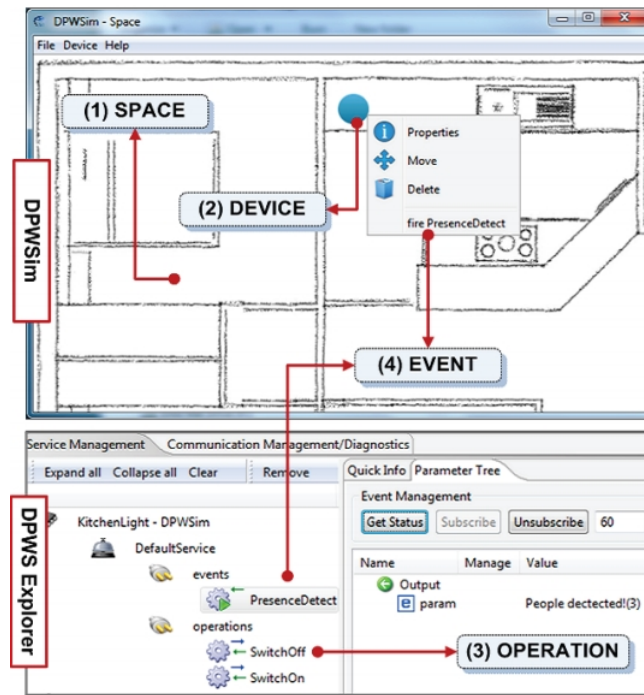 DPWSim - Space
File Device Help
(1) SPACE
Properties
Move
Delete
(2) DEVICE
fire PresenceDetect
DPWSim
(4) EVENT
Service Management Communication Management/Diagnostics
Expand all Collapse all Clear Remove
Quick Info Parameter Tree
Event Management
Get Status Subscribe Unsubscribe 60
KitchenLight - DPWSim
DefaultService
events
PresenceDetect
operations
SwitchOff
SwitchOn
Name Manage Value
Output
param People dectected!(3)
(3) OPERATION
DPWS Explorer